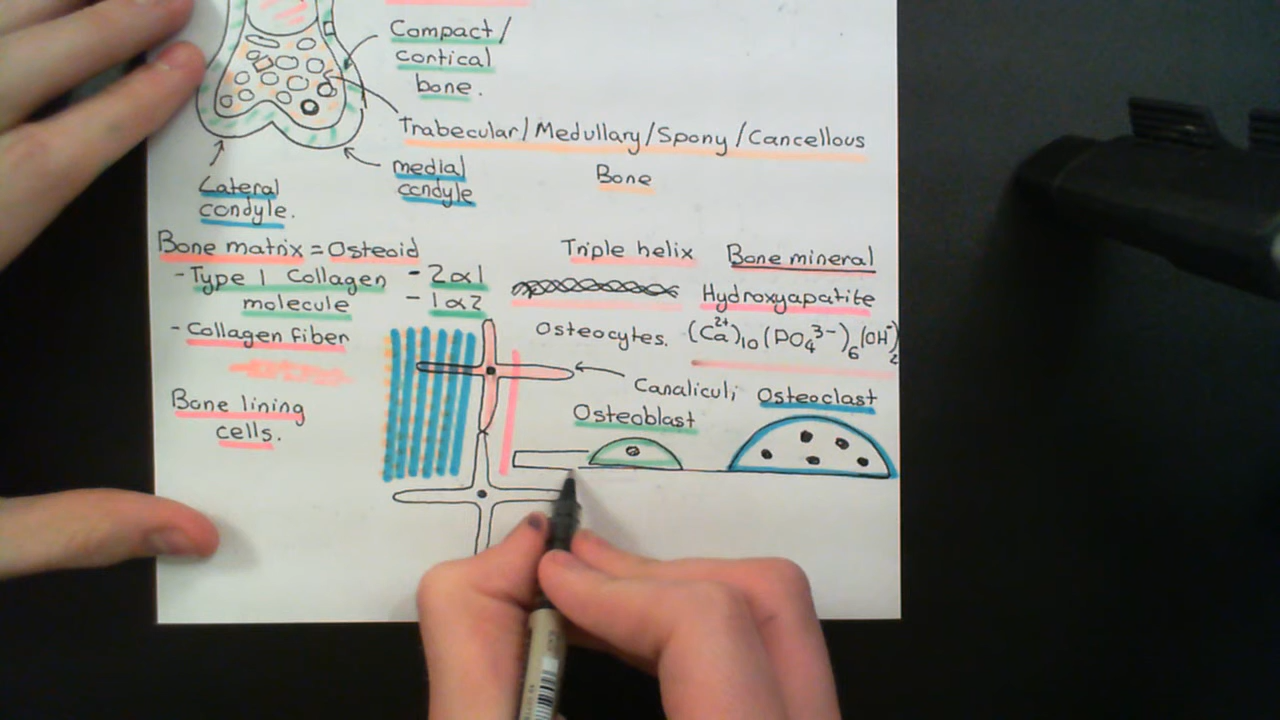 Compact/
cortical
bone.
Trabecular/Medullary/Spony/Cancellous
Bone
medial
condyle
Lateral
condyle.
Bone matrix = Osteoid
- Type 1 Collagen
molecule
- 2α1
- 1α2
- Collagen fiber
Triple helix
Bone mineral
Hydroxyapatite
(Ca²⁺)₁₀(PO₄³⁻)₆(OH⁻)₂
Osteocytes.
Canaliculi
Bone lining
cells.
Osteoblast
Osteoclast